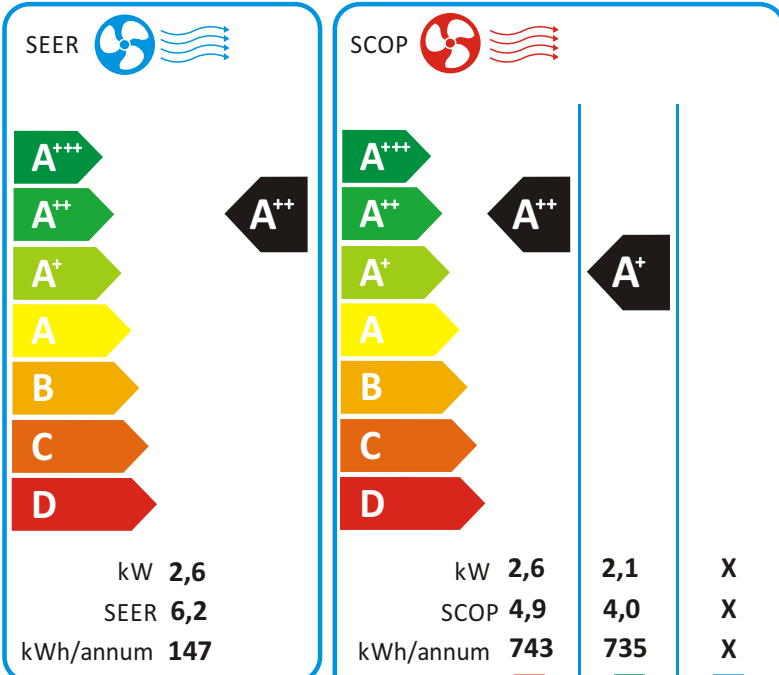 SEER
A+++
A++
A++
A+
A
B
C
D
kW 2,6
SEER 6,2
kWh/annum 147
SCOP
A+++
A++
A++
A+
A+
A
B
C
D
kW 2,6 2,1 X
SCOP 4,9 4,0 X
kWh/annum 743 735 X